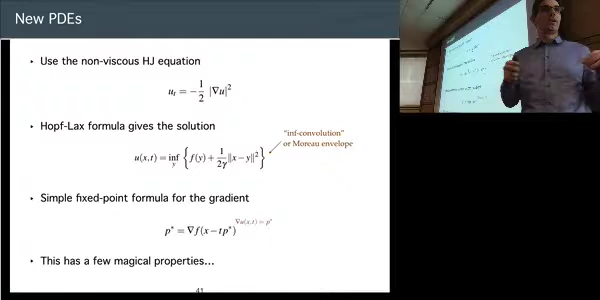 New PDEs
• Use the non-viscous HJ equation
u_t = −1/2 |∇u|²
• Hopf-Lax formula gives the solution
"inf-convolution"
or Moreau envelope
u(x,t) = inf_y { f(y) + 1/(2γ) ||x−y||² }
• Simple fixed-point formula for the gradient
∇u(x,t) = p*
p* = ∇f(x − tp*)
• This has a few magical properties...
41